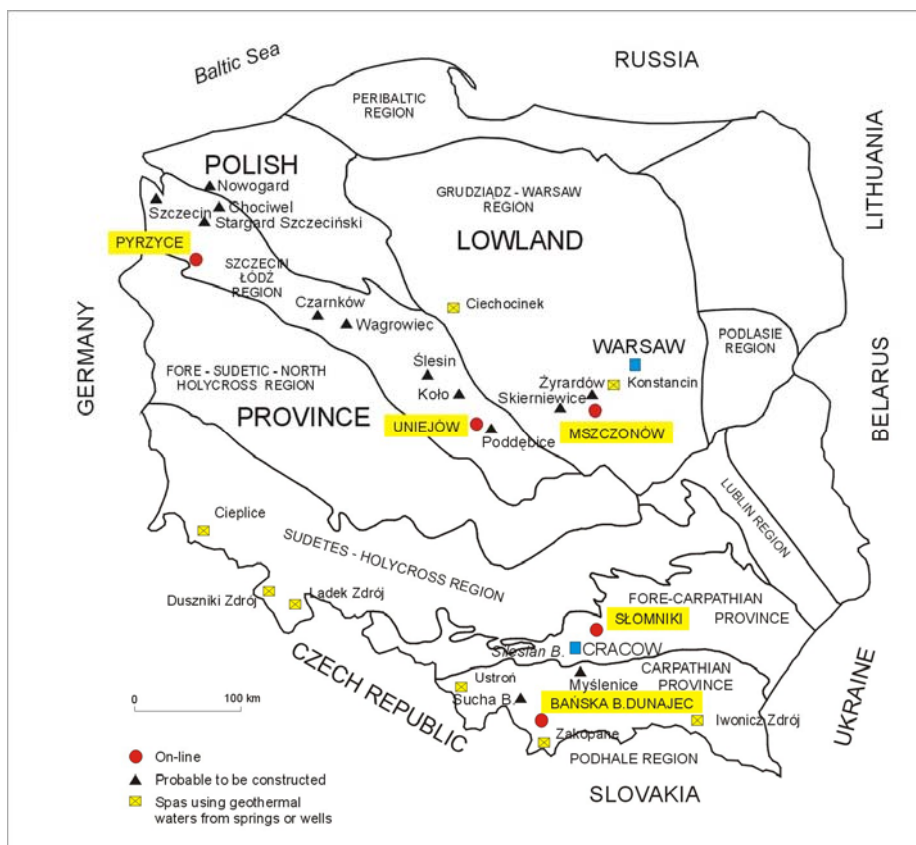 Baltic Sea
RUSSIA
PERIBALTIC
REGION
LITHUANIA
POLISH
Nowogard
GRUDZIĄDZ - WARSAW
REGION
Szczecin
Chociwel
Stargard Szczeciński
LOWLAND
PYRZYCE
SZCZECIN
ŁÓDŹ
REGION
Ciechocinek
Czarnków
Wagrowiec
GERMANY
PODLASIE
REGION
WARSAW
BELARUS
FORE - SUDETIC - NORTH
HOLYCROSS REGION
Ślesin
Konstancin
Żyrardów
Koło
Skierniewice
PROVINCE
UNIEJÓW
Poddębice
MSZCZONÓW
LUBLIN REGION
Cieplice
SUDETES - HOLYCROSS REGION
Duszniki Zdrój
Ladek Zdrój
FORE-CARPATHIAN
PROVINCE
SŁOMNIKI
Silesian B.
CRACOW
CZECH REPUBLIC
CARPATHIAN
PROVINCE
UKRAINE
Ustroń
Myślenice
Sucha B.
BAŃSKA B.DUNAJEC
Iwonicz Zdrój
0 100 km
Zakopane
PODHALE REGION
SLOVAKIA
On-line
Probable to be constructed
Spas using geothermal
waters from springs or wells